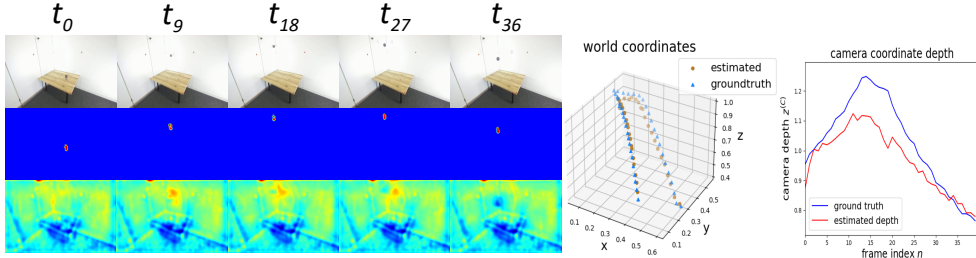 t0 t9 t18 t27 t36
world coordinates
estimated
groundtruth
1.0
0.9
0.8
0.7
0.6
0.5
0.4
z
0.5
0.4
0.3
0.2
0.1
y
0.1 0.2 0.3 0.4 0.5 0.6
x
camera coordinate depth
camera depth z(C)
1.2
1.1
1.0
0.9
0.8
ground truth
estimated depth
0 5 10 15 20 25 30 35
frame index n